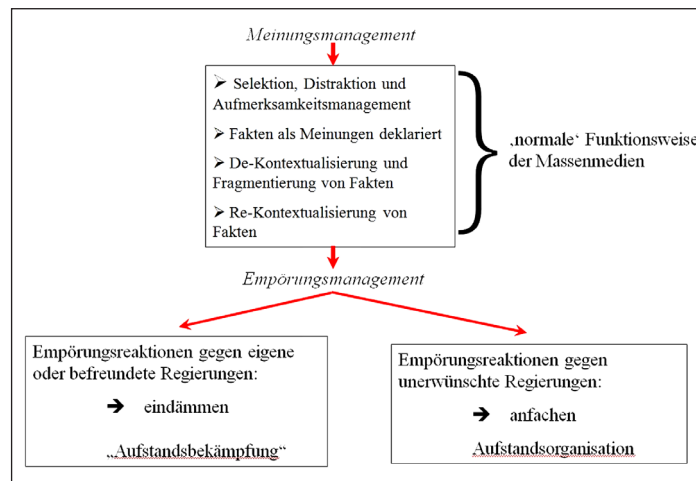 Meinungsmanagement
➢ Selektion, Distraktion und
Aufmerksamkeitsmanagement
➢ Fakten als Meinungen deklariert
➢ De-Kontextualisierung und
Fragmentierung von Fakten
➢ Re-Kontextualisierung von
Fakten
‚normale‘ Funktionsweise
der Massenmedien
Empörungsmanagement
Empörungsreaktionen gegen eigene
oder befreundete Regierungen:
➔ eindämmen
„Aufstandsbekämpfung“
Empörungsreaktionen gegen
unerwünschte Regierungen:
➔ anfachen
Aufstandsorganisation